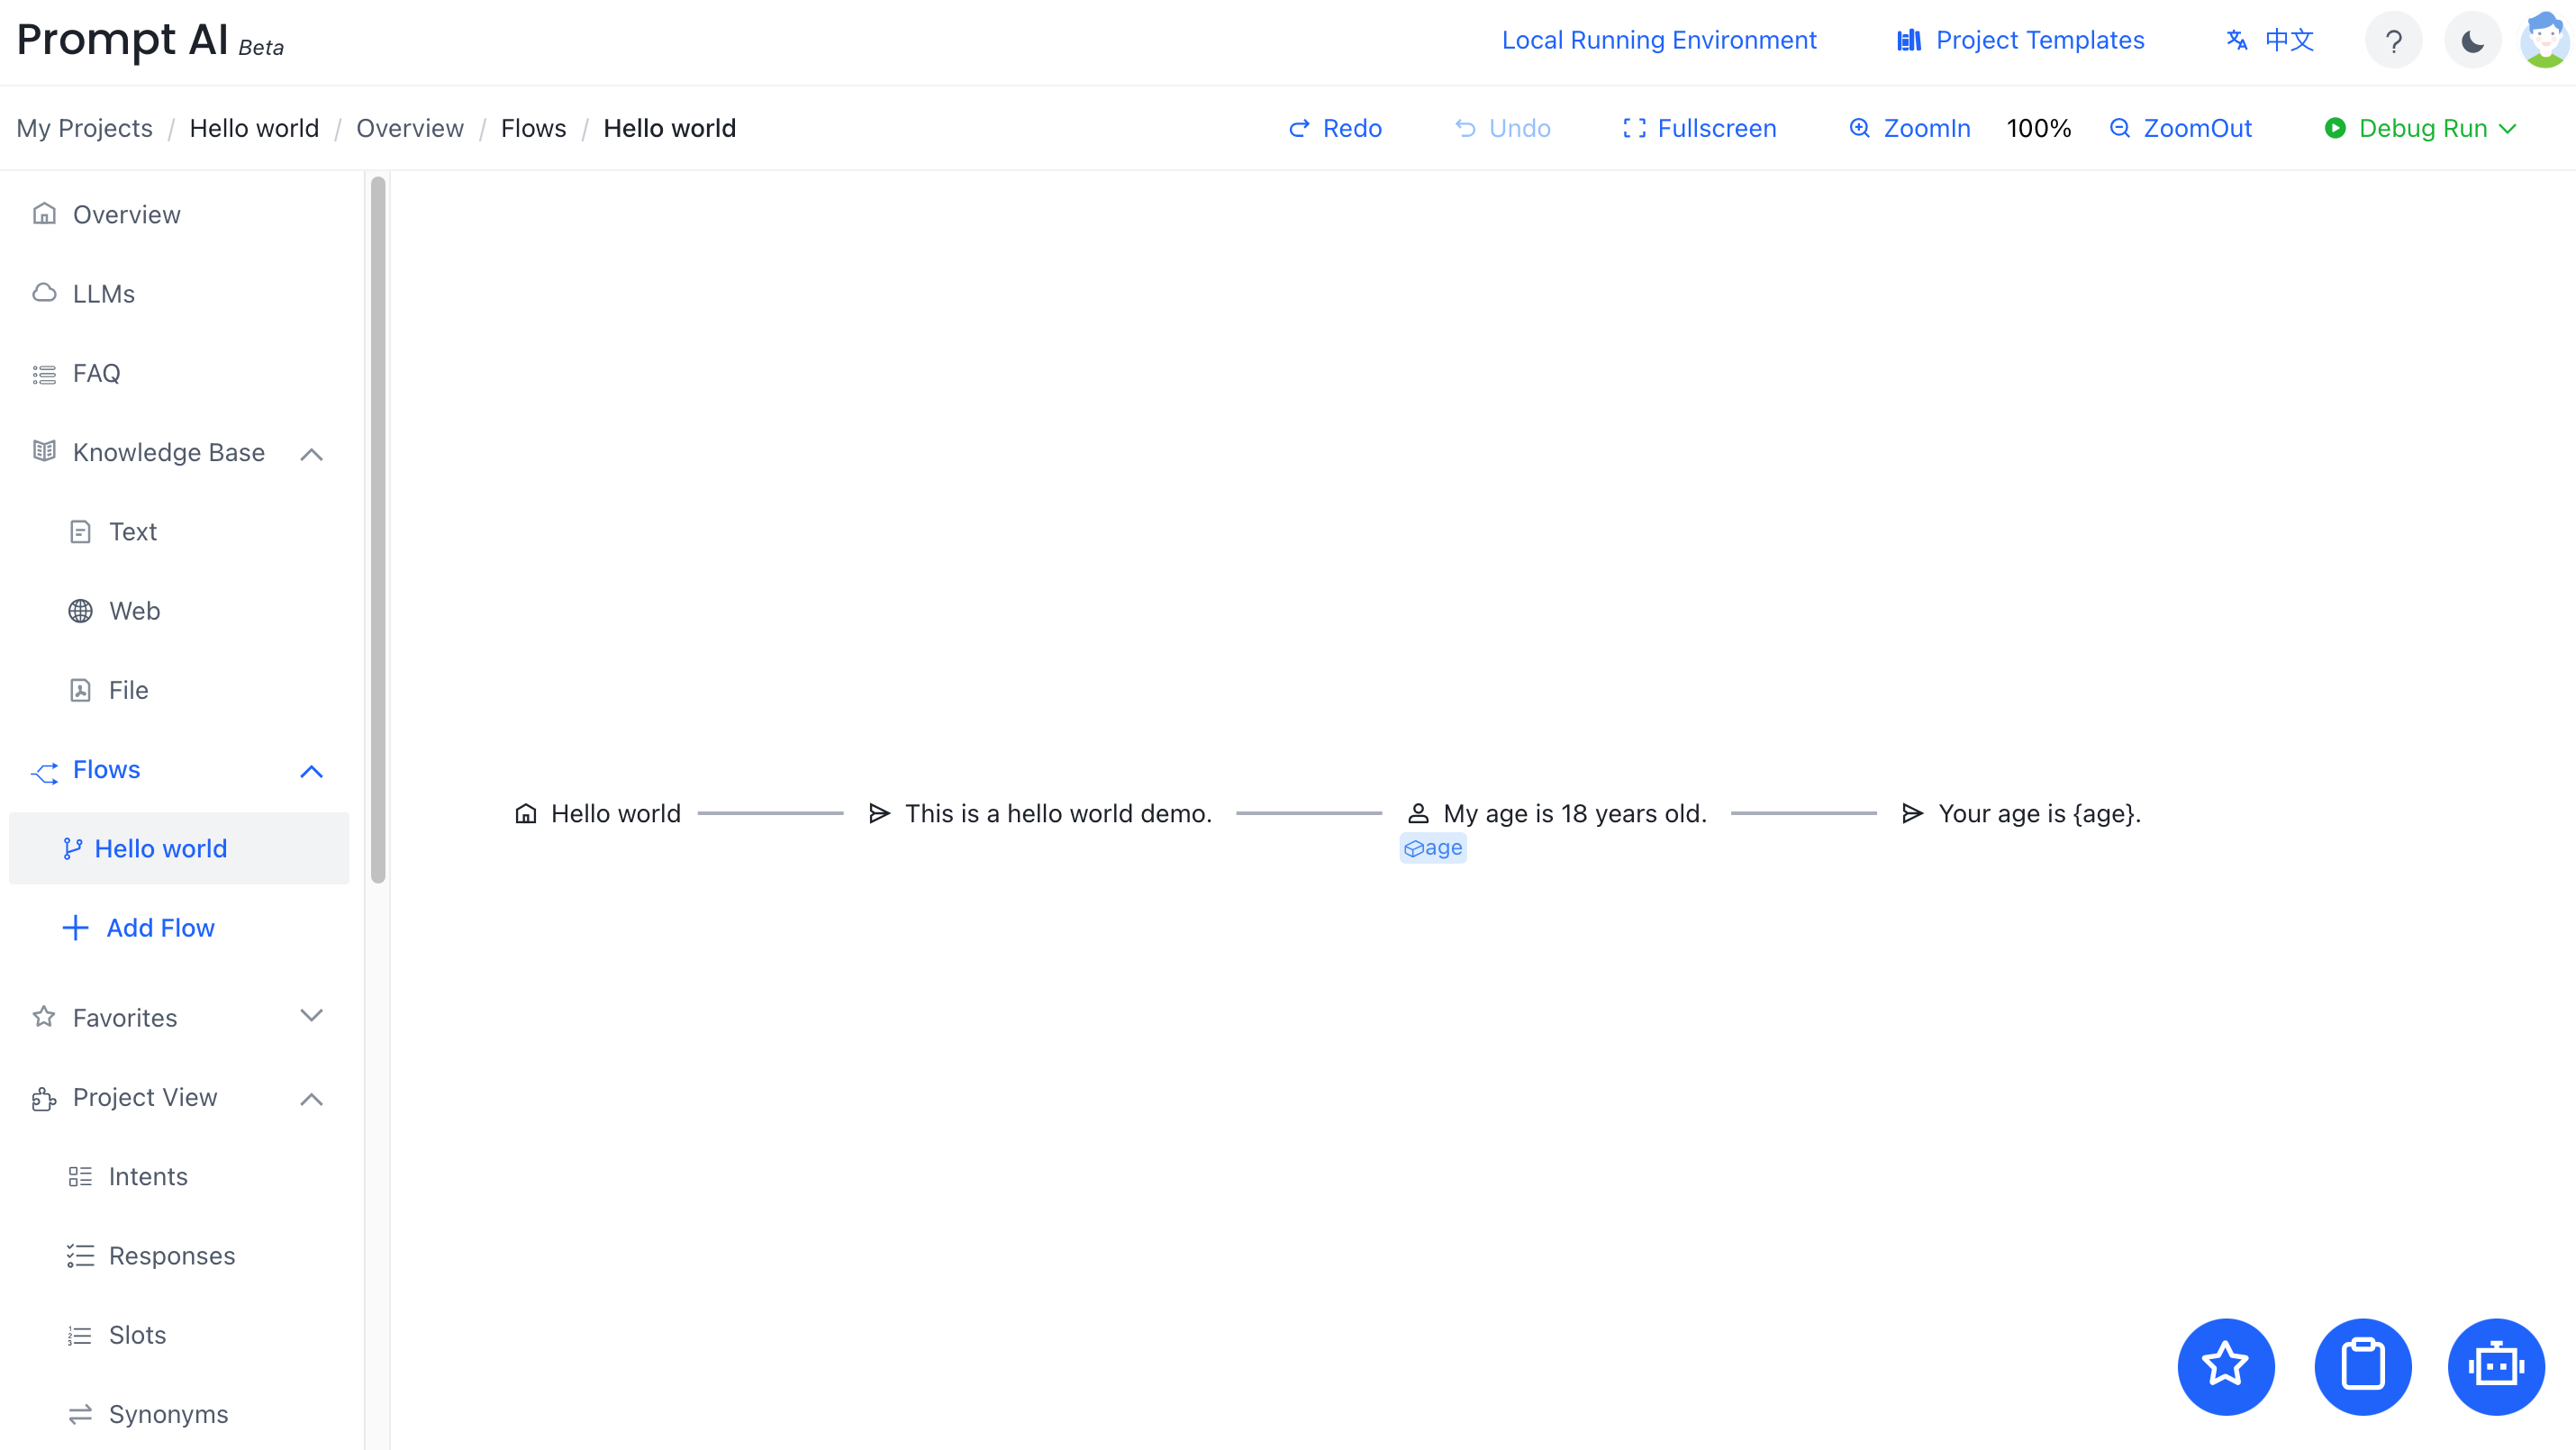 Prompt AI Beta
Local Running Environment
Project Templates
中文
?
My Projects / Hello world / Overview / Flows / Hello world
Redo
Undo
Fullscreen
ZoomIn
100%
ZoomOut
Debug Run
Overview
LLMs
FAQ
Knowledge Base
Text
Web
File
Flows
Hello world
Add Flow
Favorites
Project View
Intents
Responses
Slots
Synonyms
Hello world
This is a hello world demo.
My age is 18 years old.
age
Your age is {age}.